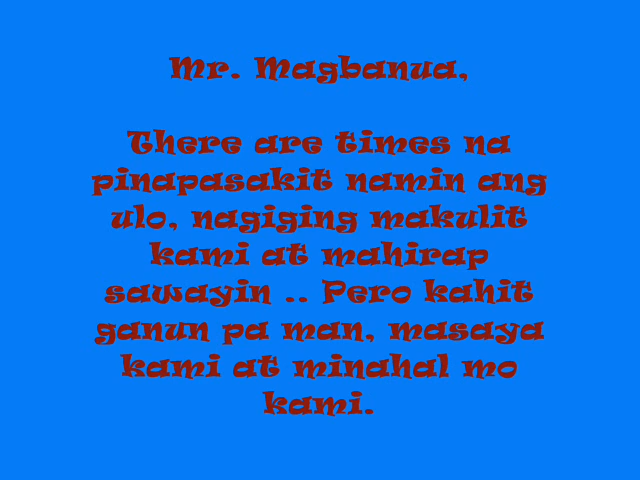 Mr. Magbanua,
There are times na
pinapasakit namin ang
ulo, nagiging makulit
kami at mahirap
sawayin .. Pero kahit
ganun pa man, masaya
kami at minahal mo
kami.